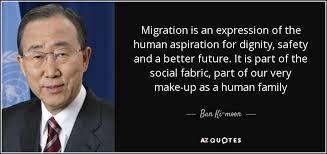 Migration is an expression of the
human aspiration for dignity, safety
and a better future. It is part of the
social fabric, part of our very
make-up as a human family
Ban Ki-moon
AZ QUOTES